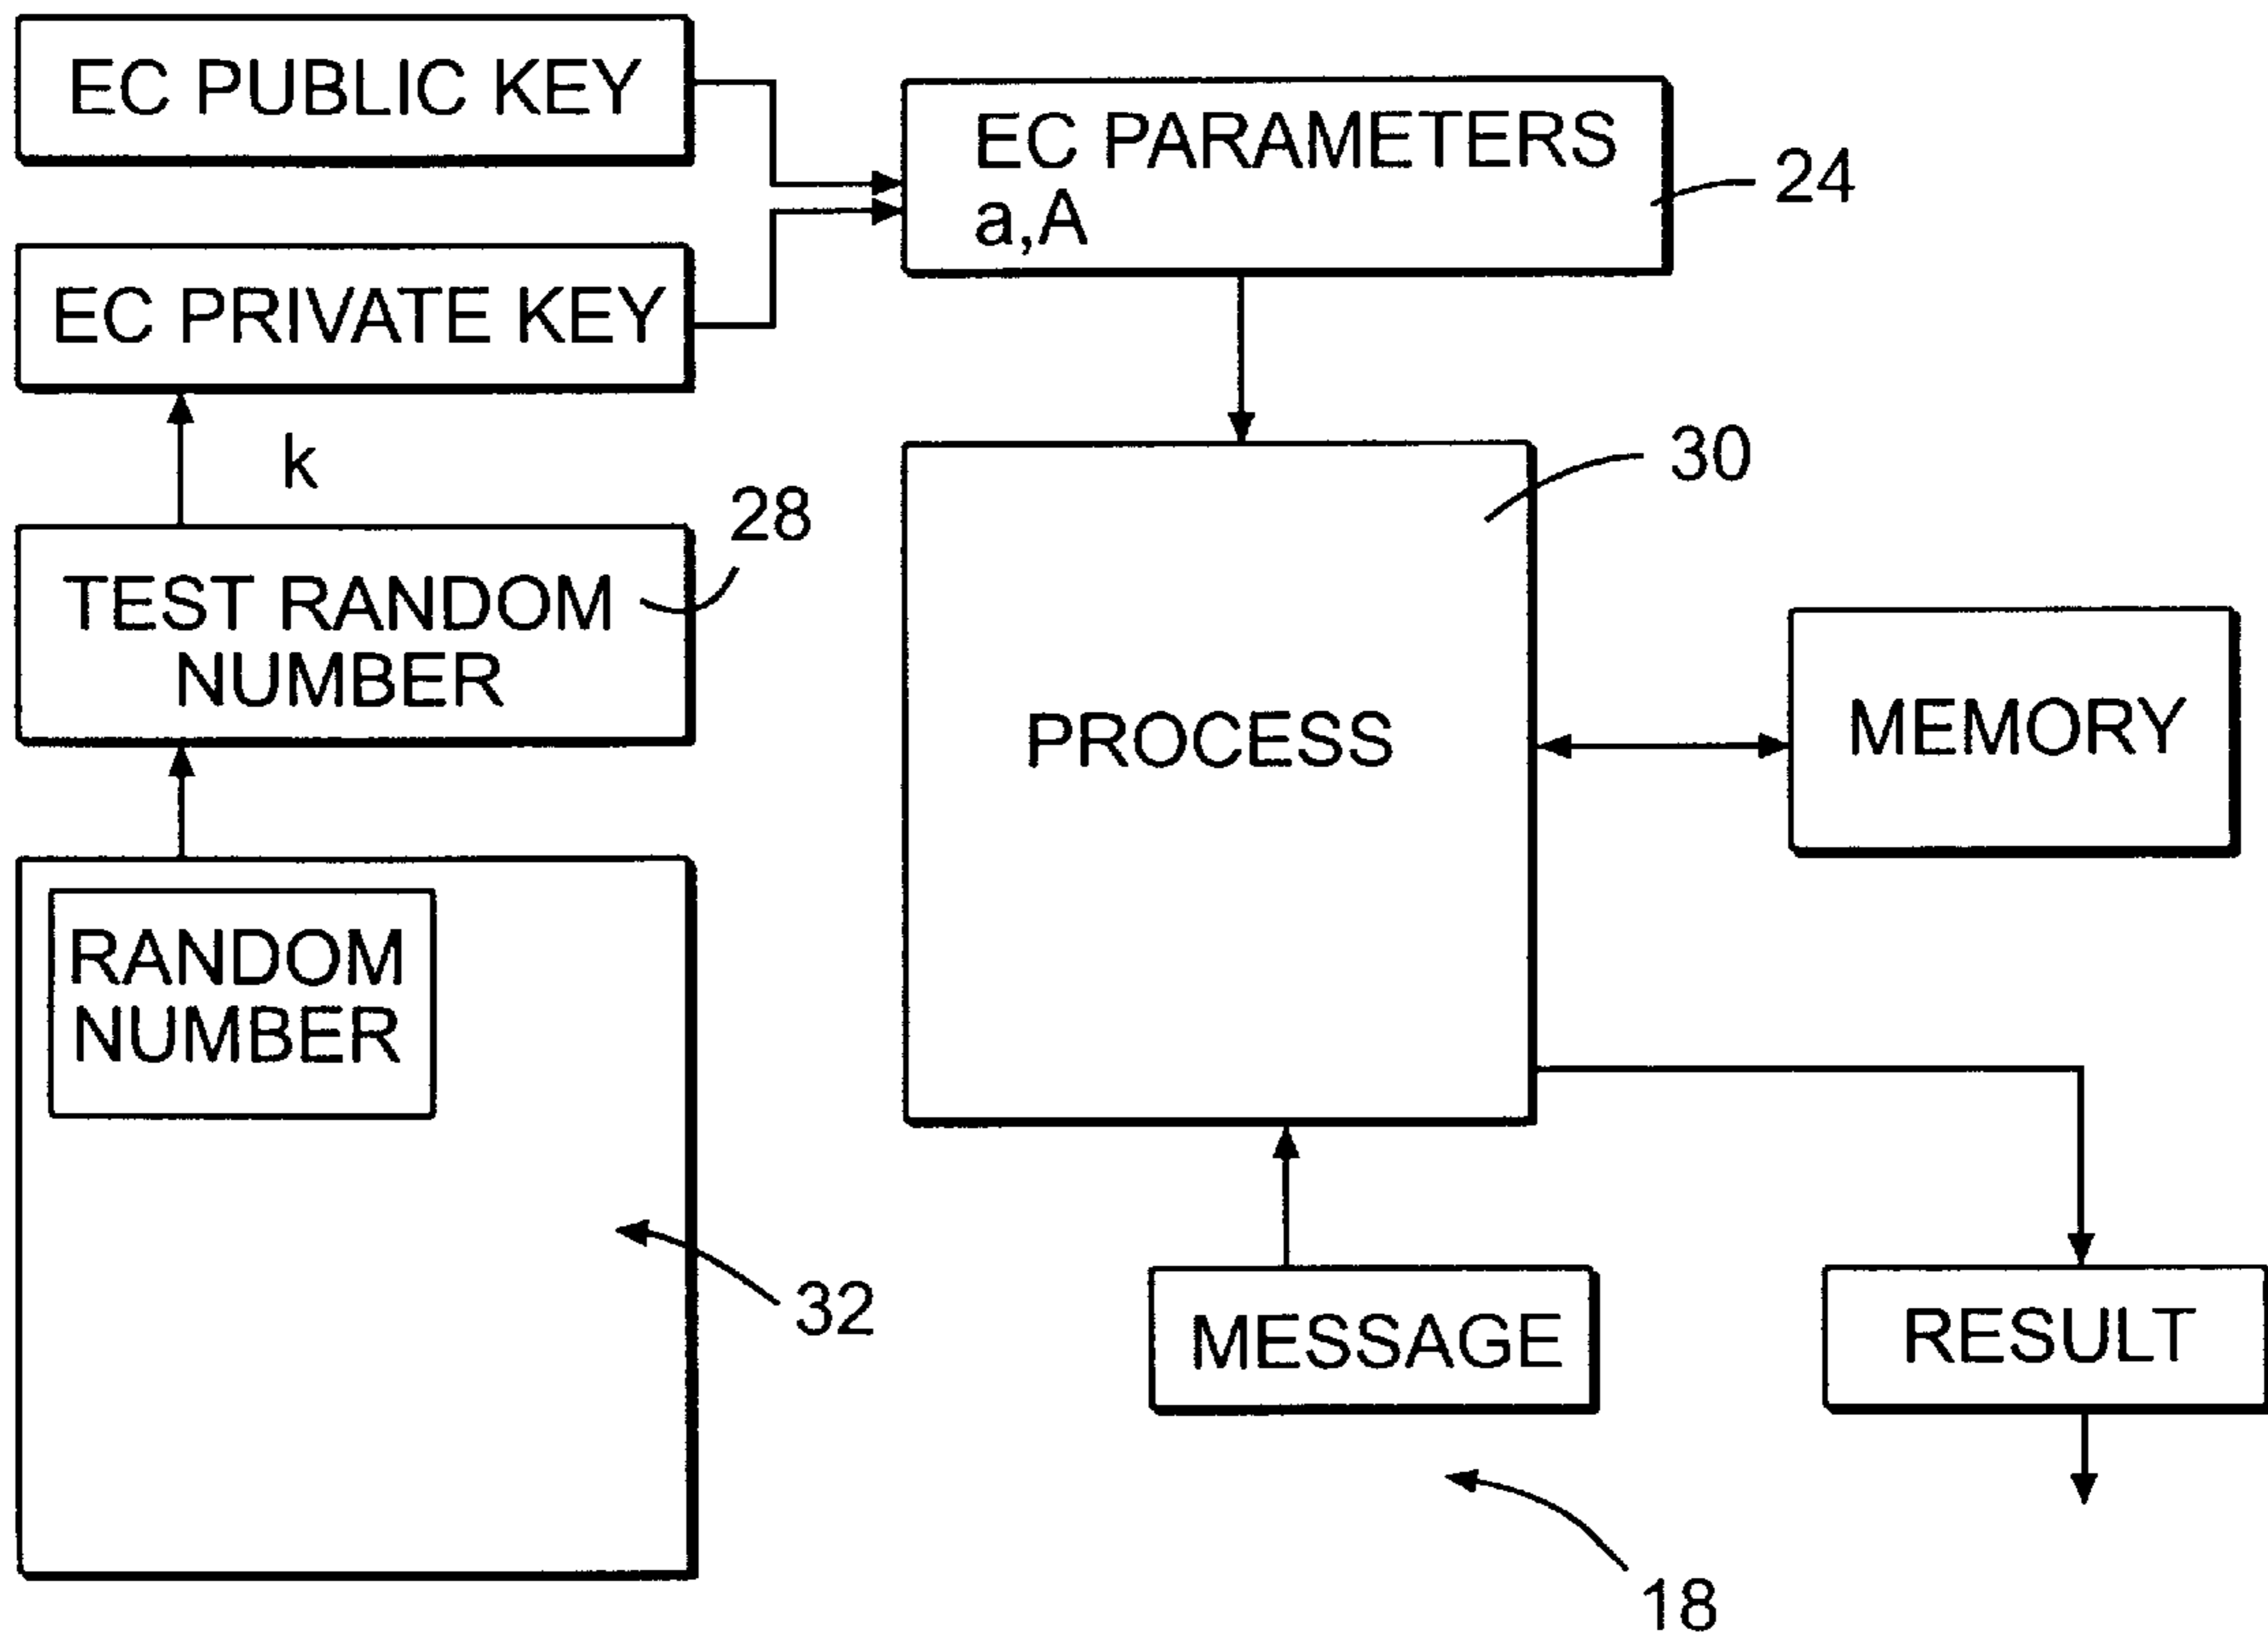 EC PUBLIC KEY
EC PARAMETERS
a,A
24
EC PRIVATE KEY
k
30
28
TEST RANDOM
NUMBER
PROCESS
MEMORY
RANDOM
NUMBER
32
MESSAGE
RESULT
18